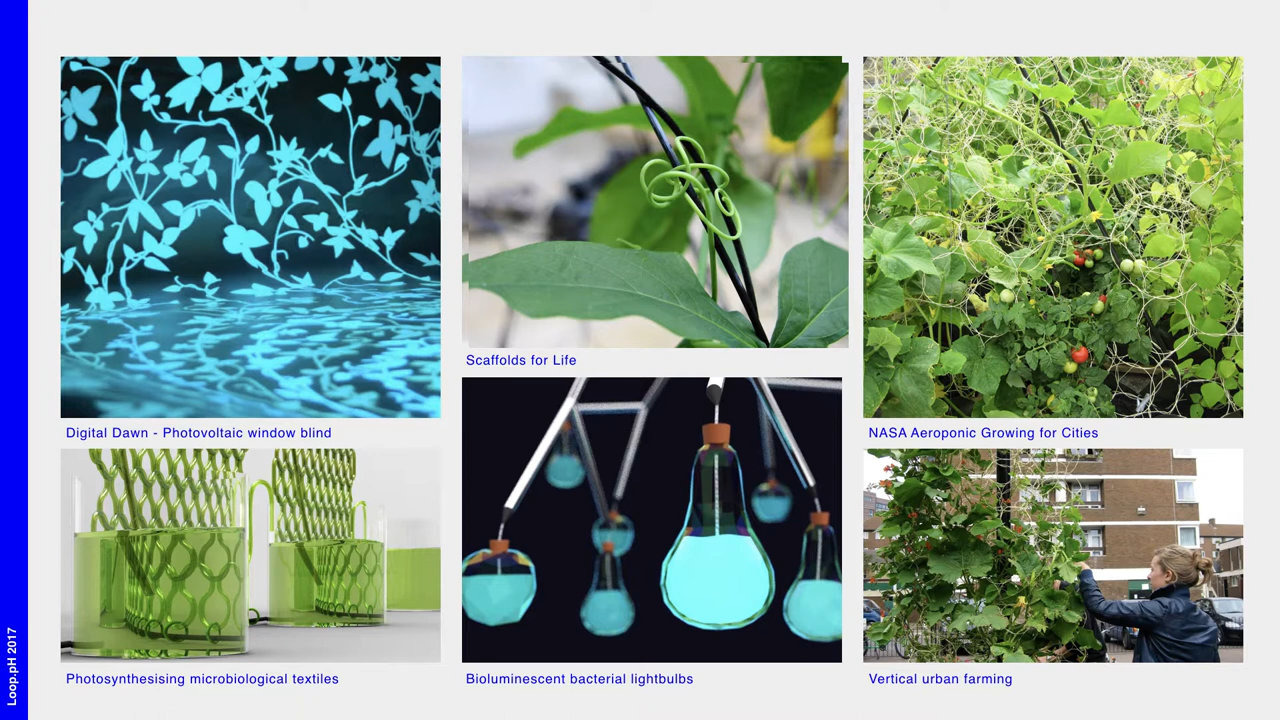 Scaffolds for Life
Digital Dawn - Photovoltaic window blind
NASA Aeroponic Growing for Cities
Photosynthesising microbiological textiles
Bioluminescent bacterial lightbulbs
Vertical urban farming
Loop.pH 2017